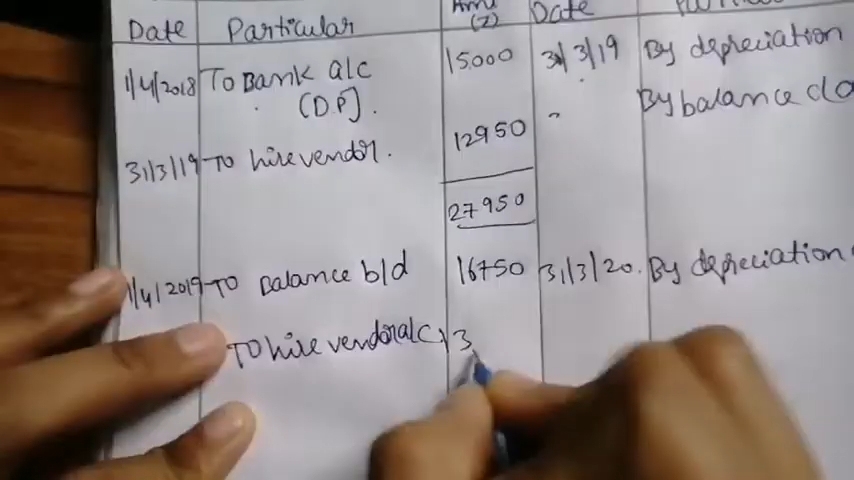 Date Particular Amt (₹) Date
1/4/2018 To Bank a/c 15000 31/3/19 By depreciation
(D.P). By balance c/d
31/3/19 To hire vendor. 12950 "
27950
1/4/2019 To Balance b/d 16750 31/3/20. By depreciation
To hire vendor a/c 3